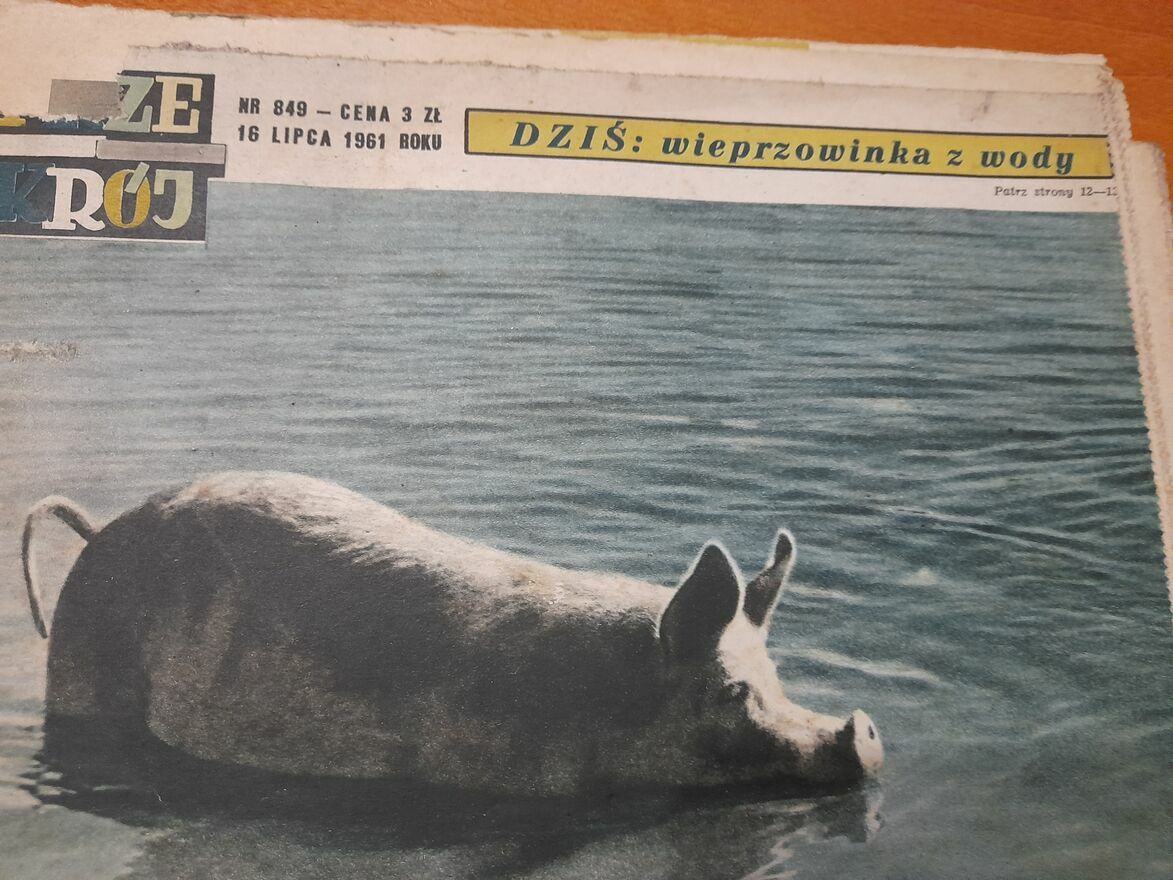 ZE
KRÓJ
NR 849 — CENA 3 ZŁ
16 LIPCA 1961 ROKU
DZIŚ: wieprzowinka z wody
Patrz strony 12—13